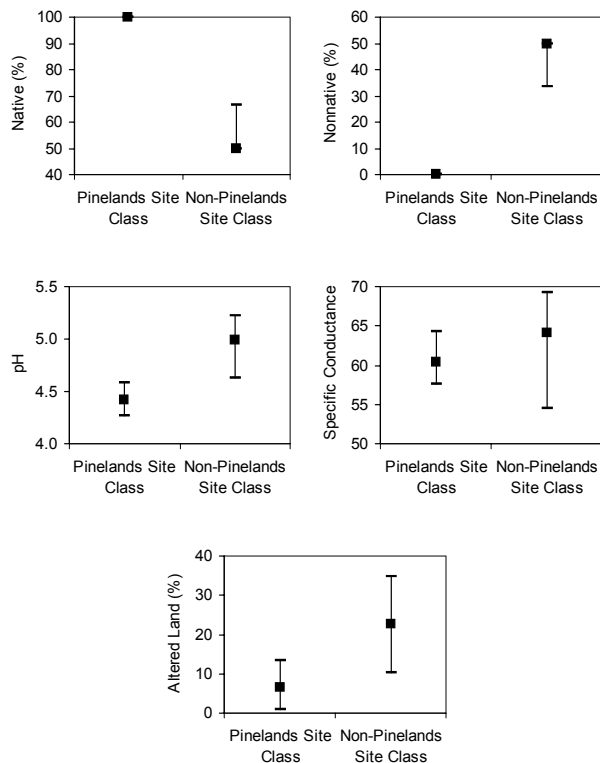 100
90
80
70
60
50
40
Native (%)
Pinelands Site Class
Non-Pinelands Site Class
60
50
40
30
20
10
0
Nonnative (%)
Pinelands Site Class
Non-Pinelands Site Class
5.5
5.0
4.5
4.0
pH
Pinelands Site Class
Non-Pinelands Site Class
70
65
60
55
50
Specific Conductance
Pinelands Site Class
Non-Pinelands Site Class
40
30
20
10
0
Altered Land (%)
Pinelands Site Class
Non-Pinelands Site Class